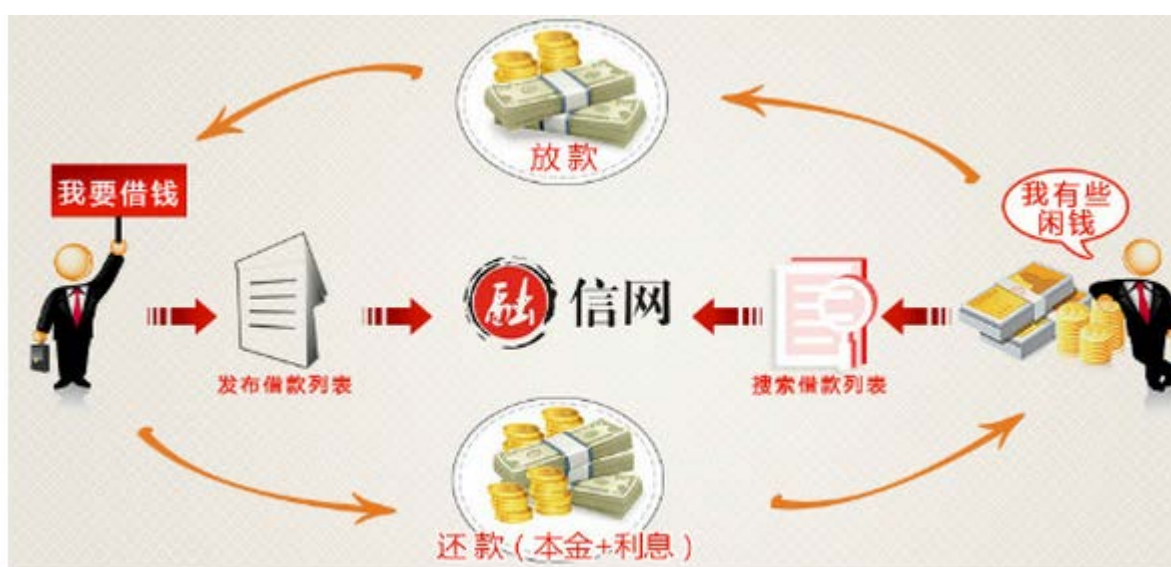 放款
我要借钱
我有些
闲钱
融信网
发布借款列表
搜索借款列表
还款(本金+利息)